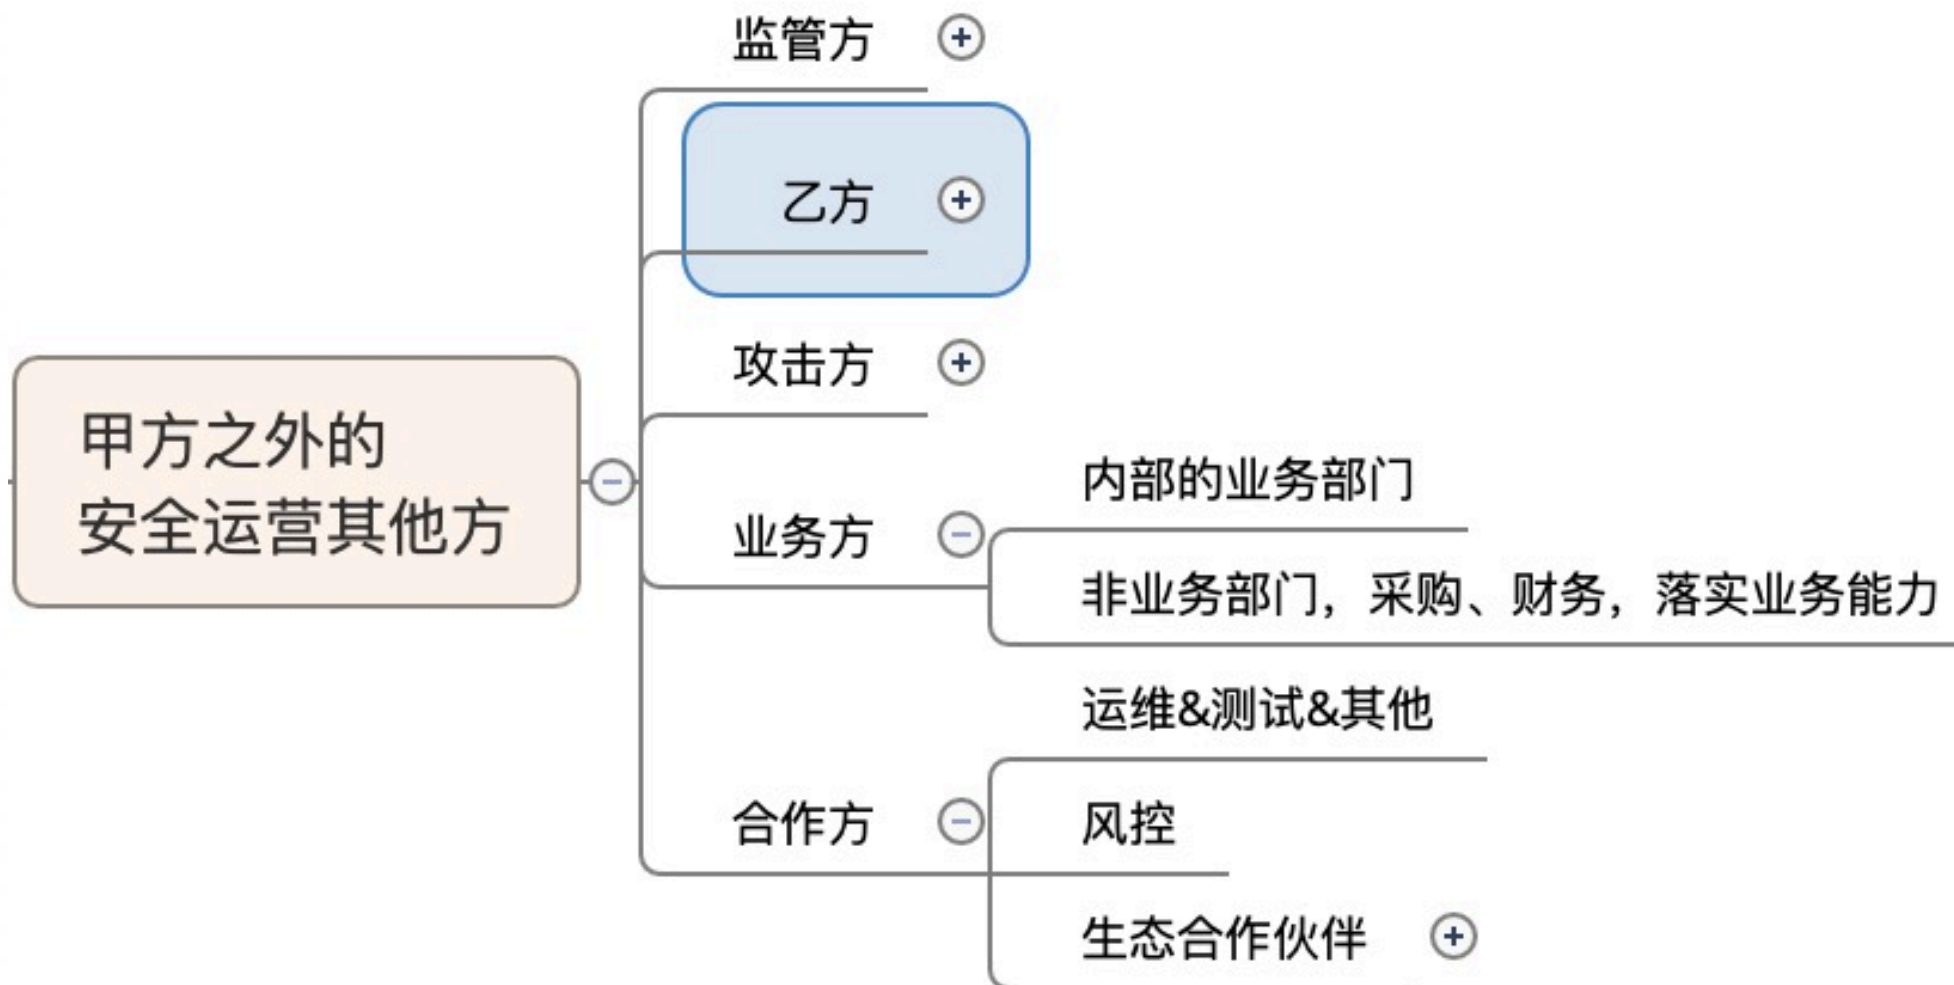 监管方
乙方
攻击方
甲方之外的
安全运营其他方
业务方
内部的业务部门
非业务部门，采购、财务，落实业务能力
合作方
运维&测试&其他
风控
生态合作伙伴